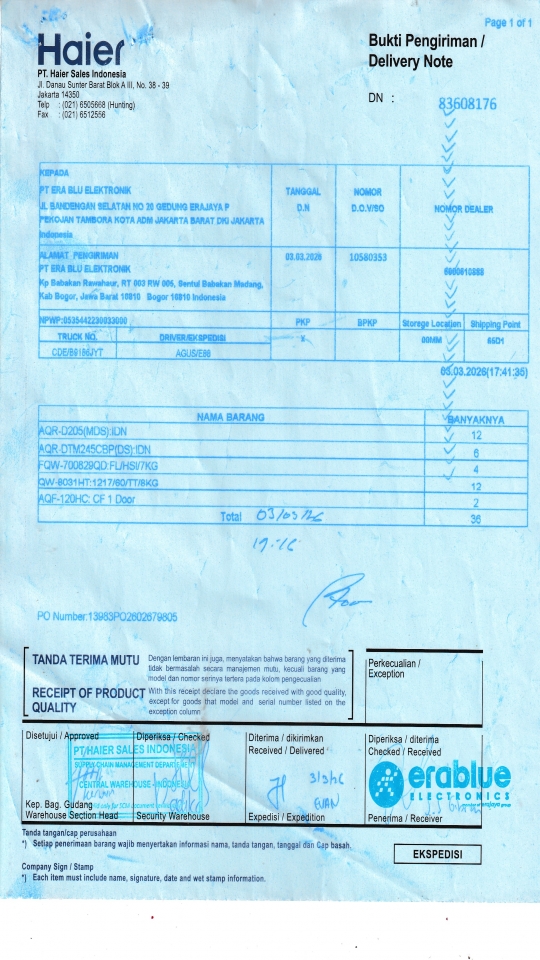 Page 1 of 1
Haier
Bukti Pengiriman /
Delivery Note
PT. Haier Sales Indonesia
Jl. Danau Sunter Barat Blok A III, No. 38 - 39
Jakarta 14350
Telp : (021) 6505668 (Hunting)
Fax : (021) 6512556
DN : 83608176
KEPADA
PT ERA BLU ELEKTRONIK
JL BANDENGAN SELATAN NO 20 GEDUNG ERAJAYA P
PEKOJAN TAMBORA KOTA ADM JAKARTA BARAT DKI JAKARTA
Indonesia
TANGGAL
D.N
NOMOR
D.O.V/SO
NOMOR DEALER
ALAMAT PENGIRIMAN
PT ERA BLU ELEKTRONIK
Kp Babakan Rawahaur, RT 003 RW 005, Sentul Babakan Madang,
Kab Bogor, Jawa Barat 16810 Bogor 16810 Indonesia
03.03.2026
10580353
NPWP:0535442230033000
PKP
BPKP
Storage Location
Shipping Point
TRUCK NO.
DRIVER/EKSPEDISI
X
00MM
65D1
AGUS/E86
03.03.2026(17:41:35)
NAMA BARANG
BANYAKNYA
AQR-D205(MDS):IDN
12
AQR-DTM245CBP(DS):IDN
6
FQW-700829QD:FL/HSI/7KG
4
QW-8031HT:1217/60/TT/8KG
12
AQF-120HC: CF 1 Door
2
Total
36
03/03/26
PO Number:13983PO2602679805
TANDA TERIMA MUTU
Dengan lembaran ini juga, menyatakan bahwa barang yang diterima
tidak bermasalah secara manajemen mutu, kecuali barang yang
model dan nomor serinya tertera pada kolom pengecualian
RECEIPT OF PRODUCT
QUALITY
With this receipt declare the goods received with good quality,
except for goods that model and serial number listed on the
exception column
Perkecualian /
Exception
Disetujui / Approved
Diperiksa / Checked
Diterima / dikirimkan
Received / Delivered
Diperiksa / diterima
Checked / Received
PT HAIER SALES INDONESIA
SUPPLY CHAIN MANAGEMENT DEPARTEMENT
CENTRAL WAREHOUSE - INDONESIA
3/3/26
EVAN
erablue
ELECTRONICS
Kep. Bag. Gudang
Warehouse Section Head
Security Warehouse
Expedisi / Expedition
Penerima / Receiver
Tanda tangan/cap perusahaan
*) Setiap penerimaan barang wajib menyertakan informasi nama, tanda tangan, tanggal dan Cap basah.
EKSPEDISI
Company Sign / Stamp
*) Each item must include name, signature, date and wet stamp information.